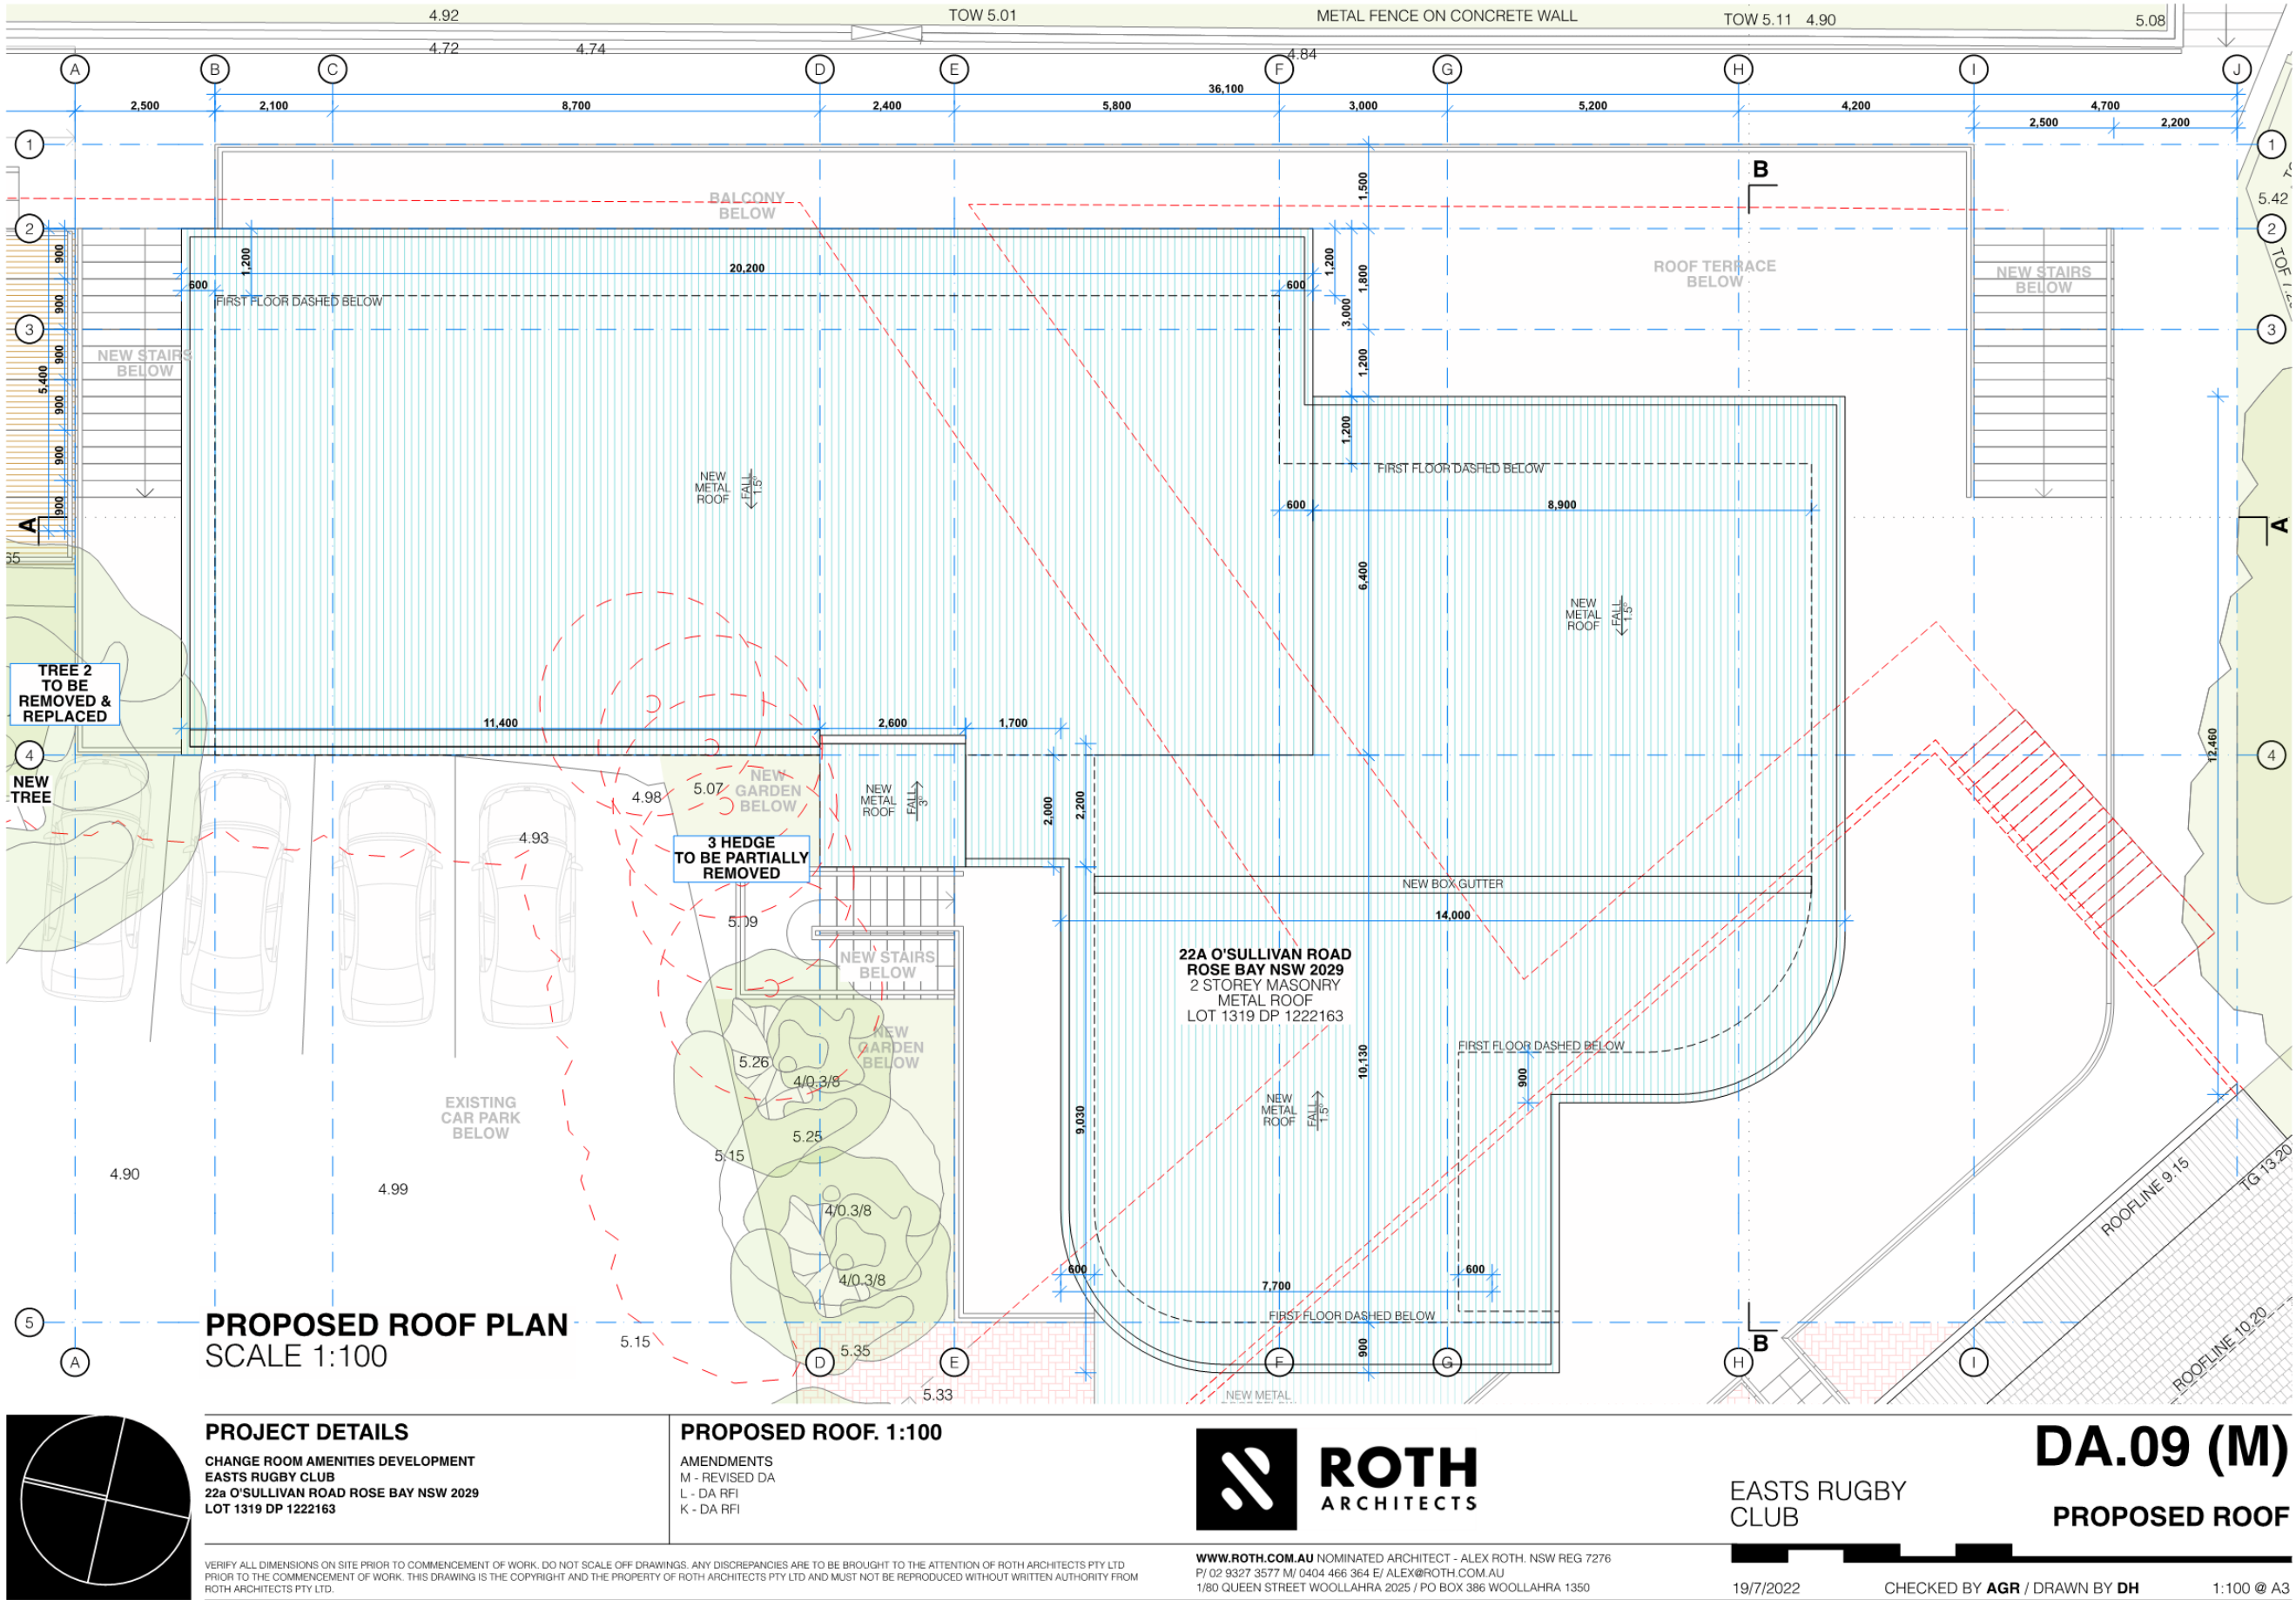 4.92
TOW 5.01
METAL FENCE ON CONCRETE WALL
TOW 5.11 4.90
5.08
4.72
4.74
4.84
A B C D E F G H I J
36,100
2,500 2,100 8,700 2,400 5,800 3,000 5,200 4,200 4,700
2,500 2,200
1 1
1,500
B
BALCONY
BELOW
5.42
2 2
TOF
900
900
900
900
900
900
5,400
1,200
20,200
600
600
1,200
1,800
3,000
1,200
1,200
FIRST FLOOR DASHED BELOW
ROOF TERRACE
BELOW
NEW STAIRS
BELOW
3 3
NEW STAIRS
BELOW
FIRST FLOOR DASHED BELOW
NEW
METAL
ROOF
FALL
1.5°
600
8,900
A A
6,400
NEW
METAL
ROOF
FALL
1.5°
TREE 2
TO BE
REMOVED &
REPLACED
11,400
2,600
1,700
12,460
4 4
NEW
TREE
4.98
5.07
NEW
GARDEN
BELOW
NEW
METAL
ROOF
FALL
3°
2,000
2,200
4.93
3 HEDGE
TO BE PARTIALLY
REMOVED
NEW BOX GUTTER
14,000
5.09
NEW STAIRS
BELOW
22A O'SULLIVAN ROAD
ROSE BAY NSW 2029
2 STOREY MASONRY
METAL ROOF
LOT 1319 DP 1222163
NEW
GARDEN
BELOW
5.26
4/0.3/8
FIRST FLOOR DASHED BELOW
900
10,130
EXISTING
CAR PARK
BELOW
NEW
METAL
ROOF
FALL
1.5°
9,030
5.25
5.15
4.90
4.99
4/0.3/8
4/0.3/8
600
7,700
600
ROOFLINE 9.15
TG 13.20
FIRST FLOOR DASHED BELOW
5
PROPOSED ROOF PLAN
SCALE 1:100
5.15
5.35
900
B
ROOFLINE 10.20
A D E F G H I
5.33
NEW METAL
PROJECT DETAILS
CHANGE ROOM AMENITIES DEVELOPMENT
EASTS RUGBY CLUB
22a O'SULLIVAN ROAD ROSE BAY NSW 2029
LOT 1319 DP 1222163
PROPOSED ROOF. 1:100
AMENDMENTS
M - REVISED DA
L - DA RFI
K - DA RFI
ROTH
ARCHITECTS
DA.09 (M)
EASTS RUGBY
CLUB
PROPOSED ROOF
VERIFY ALL DIMENSIONS ON SITE PRIOR TO COMMENCEMENT OF WORK. DO NOT SCALE OFF DRAWINGS. ANY DISCREPANCIES ARE TO BE BROUGHT TO THE ATTENTION OF ROTH ARCHITECTS PTY LTD
PRIOR TO THE COMMENCEMENT OF WORK. THIS DRAWING IS THE COPYRIGHT AND THE PROPERTY OF ROTH ARCHITECTS PTY LTD AND MUST NOT BE REPRODUCED WITHOUT WRITTEN AUTHORITY FROM
ROTH ARCHITECTS PTY LTD.
WWW.ROTH.COM.AU NOMINATED ARCHITECT - ALEX ROTH. NSW REG 7276
P/ 02 9327 3577 M/ 0404 466 364 E/ ALEX@ROTH.COM.AU
1/80 QUEEN STREET WOOLLAHRA 2025 / PO BOX 386 WOOLLAHRA 1350
19/7/2022
CHECKED BY AGR / DRAWN BY DH
1:100 @ A3